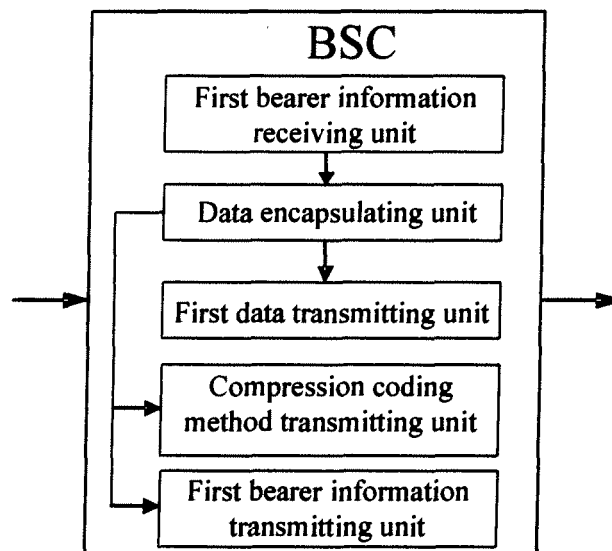 BSC
First bearer information
receiving unit
Data encapsulating unit
First data transmitting unit
Compression coding
method transmitting unit
First bearer information
transmitting unit